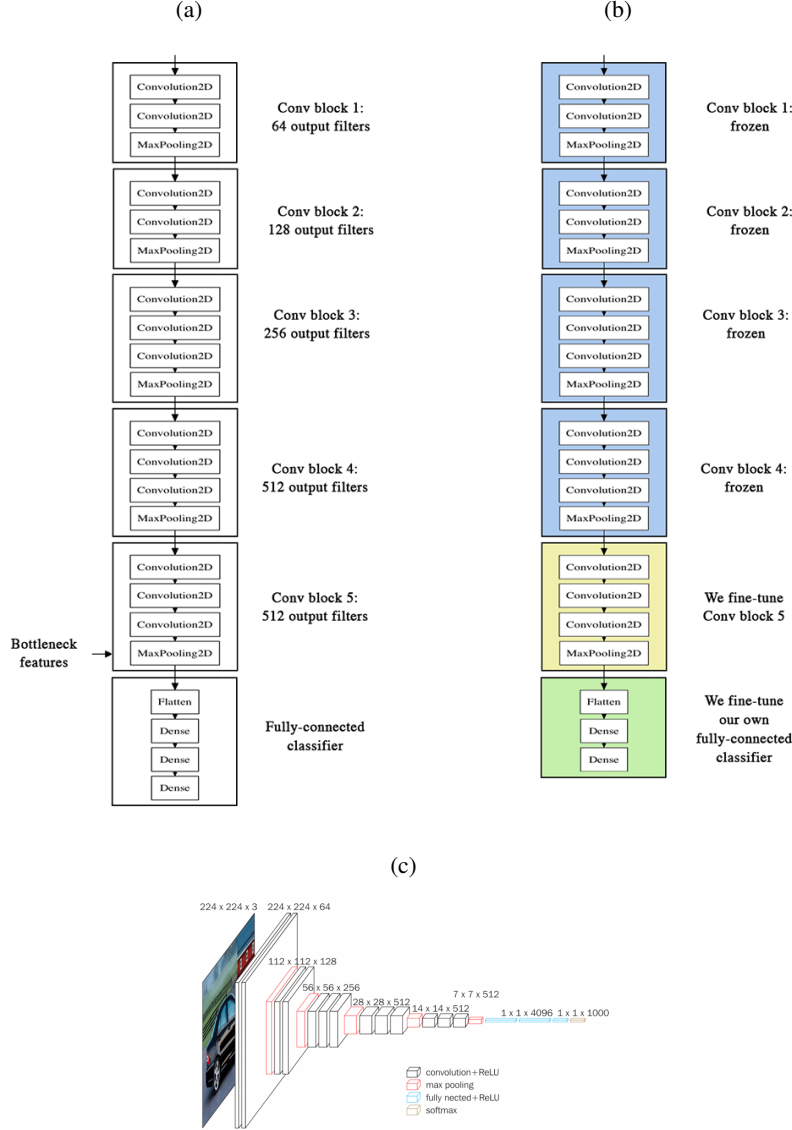 (a)
Convolution2D
Convolution2D
MaxPooling2D
Conv block 1:
64 output filters
Convolution2D
Convolution2D
MaxPooling2D
Conv block 2:
128 output filters
Convolution2D
Convolution2D
Convolution2D
MaxPooling2D
Conv block 3:
256 output filters
Convolution2D
Convolution2D
Convolution2D
MaxPooling2D
Conv block 4:
512 output filters
Convolution2D
Convolution2D
Convolution2D
MaxPooling2D
Conv block 5:
512 output filters
Bottleneck
features
Flatten
Dense
Dense
Dense
Fully-connected
classifier
(b)
Convolution2D
Convolution2D
MaxPooling2D
Conv block 1:
frozen
Convolution2D
Convolution2D
MaxPooling2D
Conv block 2:
frozen
Convolution2D
Convolution2D
Convolution2D
MaxPooling2D
Conv block 3:
frozen
Convolution2D
Convolution2D
Convolution2D
MaxPooling2D
Conv block 4:
frozen
Convolution2D
Convolution2D
Convolution2D
MaxPooling2D
We fine-tune
Conv block 5
Flatten
Dense
Dense
We fine-tune
our own
fully-connected
classifier
(c)
224 x 224 x 3
224 x 224 x 64
112 x 112 x 128
56 x 56 x 256
28 x 28 x 512
14 x 14 x 512
7 x 7 x 512
1 x 1 x 4096
1 x 1 x 1000
convolution+ReLU
max pooling
fully nected+ReLU
softmax